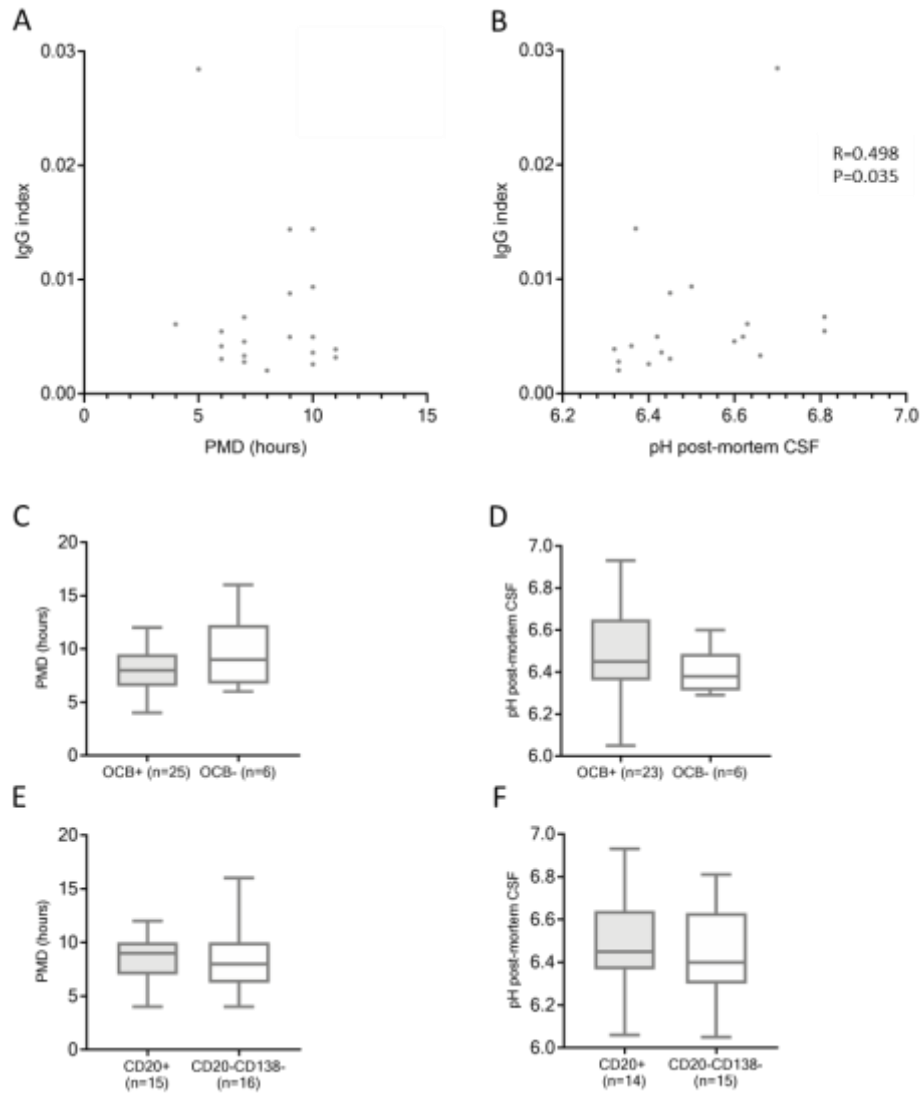 A
B
0.03
0.02
0.01
0.00
IgG index
0 5 10 15
PMD (hours)
0.03
0.02
0.01
0.00
IgG index
R=0.498
P=0.035
6.2 6.4 6.6 6.8 7.0
pH post-mortem CSF
C
D
20
15
10
5
0
PMD (hours)
OCB+ (n=25) OCB- (n=6)
7.0
6.8
6.6
6.4
6.2
6.0
pH post-mortem CSF
OCB+ (n=23) OCB- (n=6)
E
F
20
15
10
5
0
PMD (hours)
CD20+ CD20-CD138-
(n=15) (n=16)
7.0
6.8
6.6
6.4
6.2
6.0
pH post-mortem CSF
CD20+ CD20-CD138-
(n=14) (n=15)